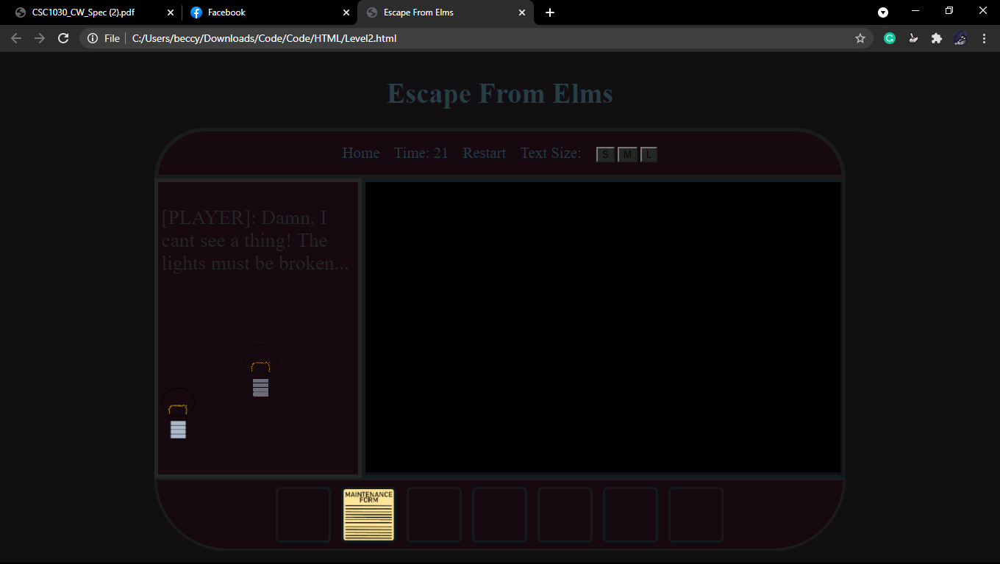 CSC1030_CW_Spec (2).pdf
Facebook
Escape From Elms
File
C:/Users/beccy/Downloads/Code/Code/HTML/Level2.html
Escape From Elms
Home Time: 21 Restart Text Size: S M L
[PLAYER]: Damn, I
cant see a thing! The
lights must be broken...
MAINTENANCE
FORM